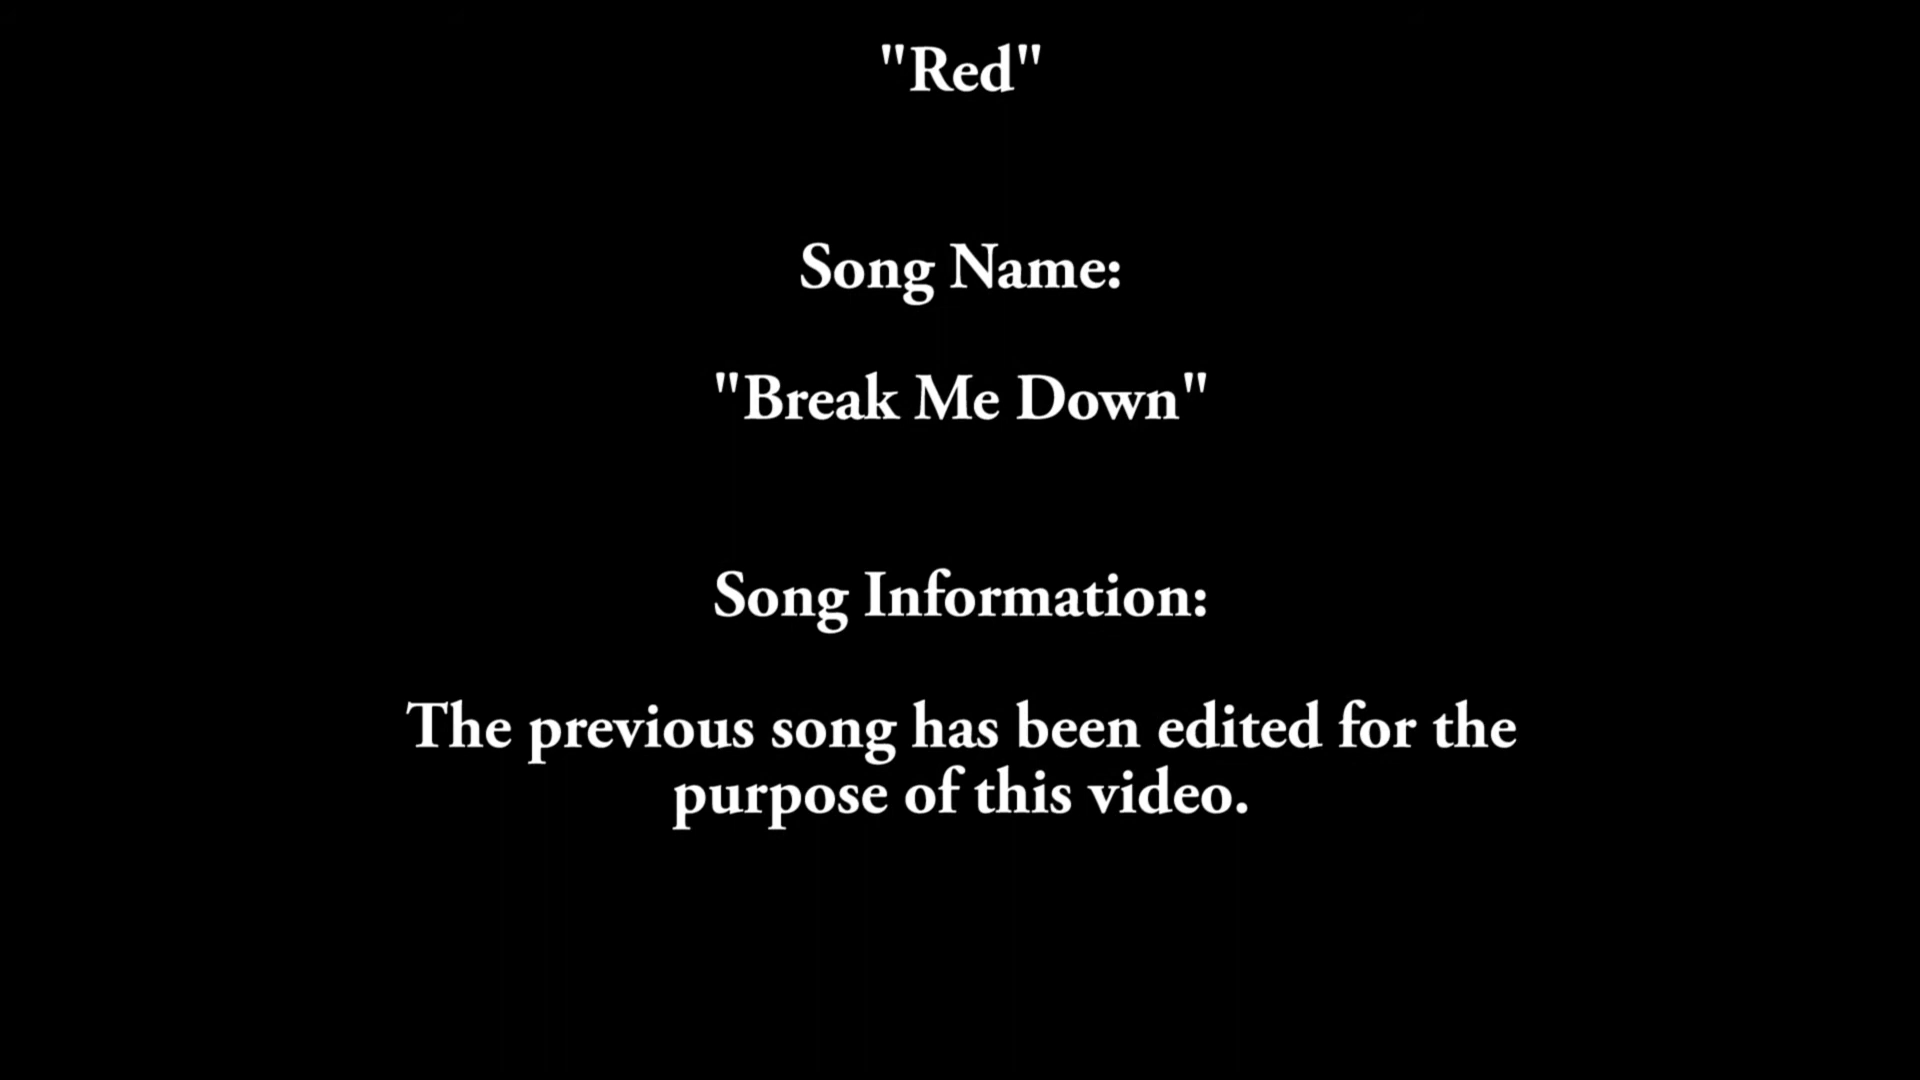 "Red"
Song Name:
"Break Me Down"
Song Information:
The previous song has been edited for the
purpose of this video.